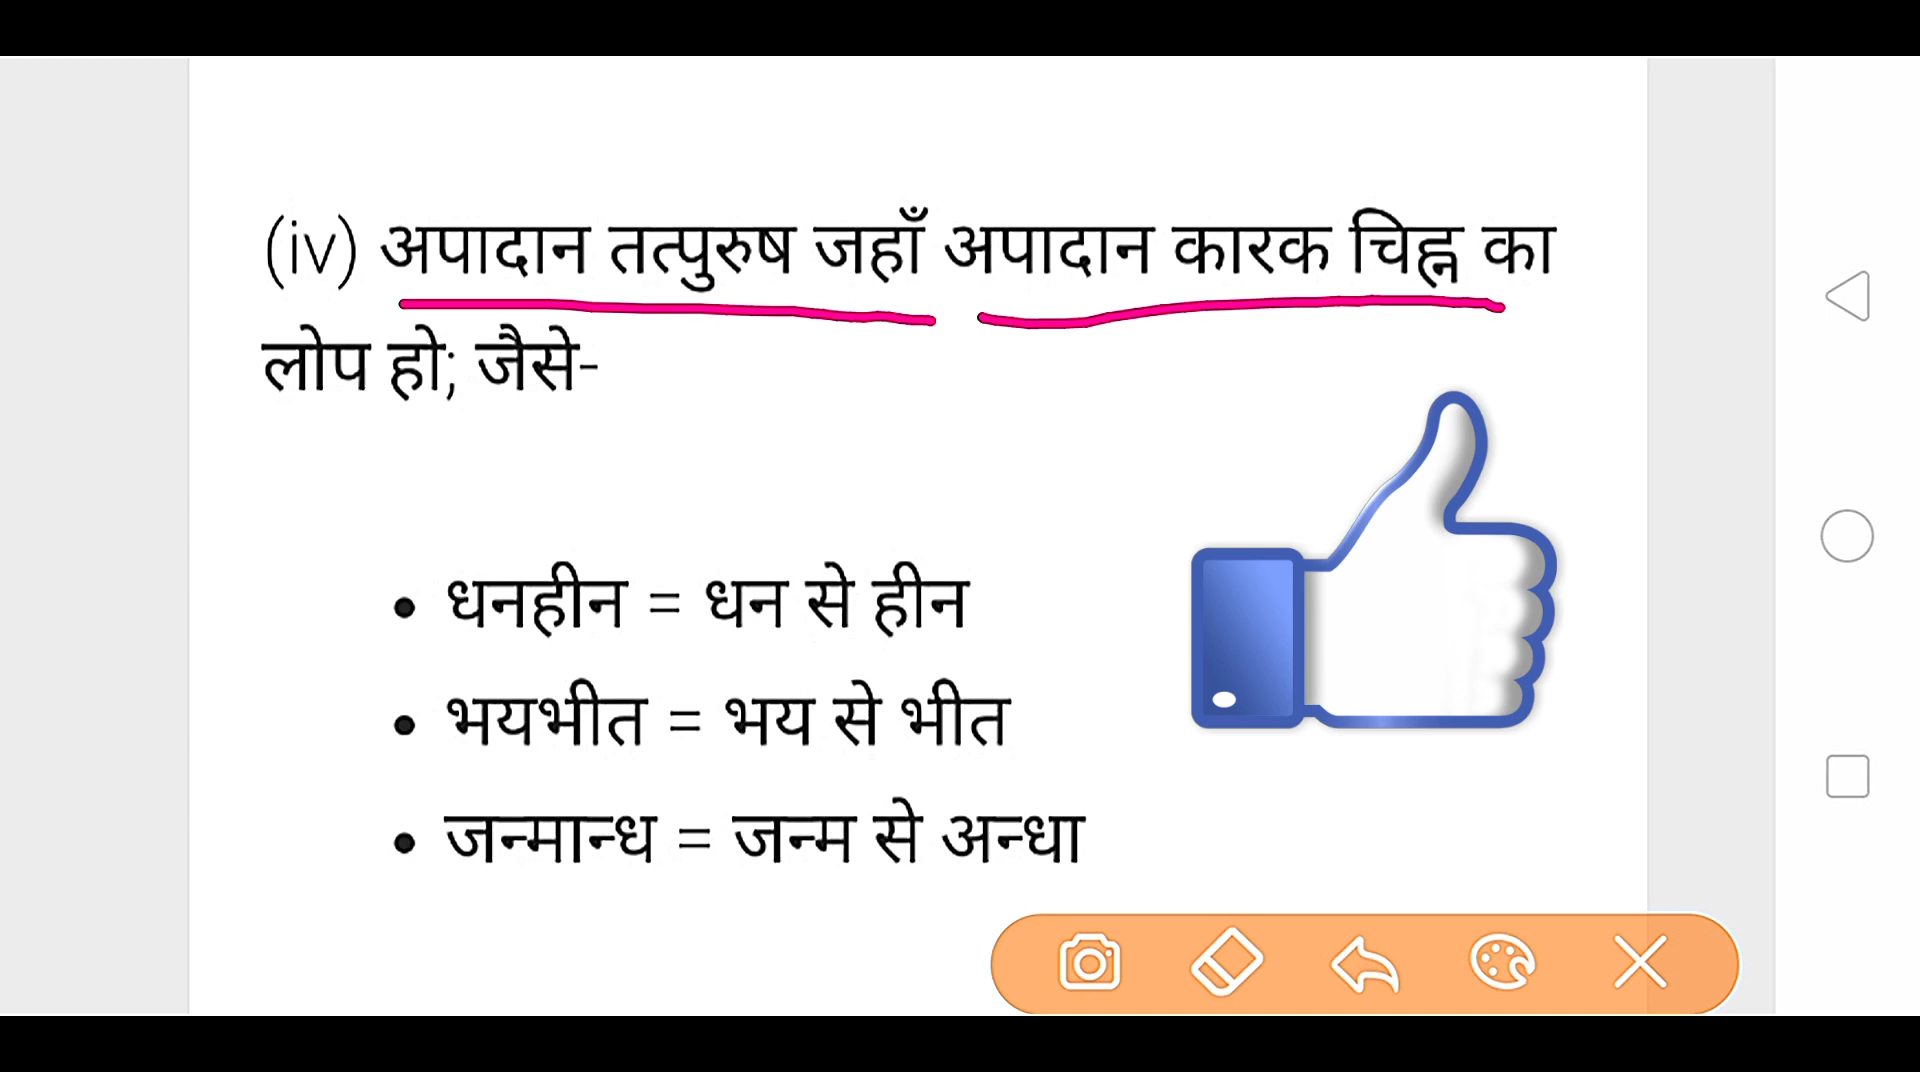 (iv) अपादान तत्पुरुष जहाँ अपादान कारक चिह्न का
लोप हो; जैसे-
• धनहीन = धन से हीन
• भयभीत = भय से भीत
• जन्मान्ध = जन्म से अन्धा